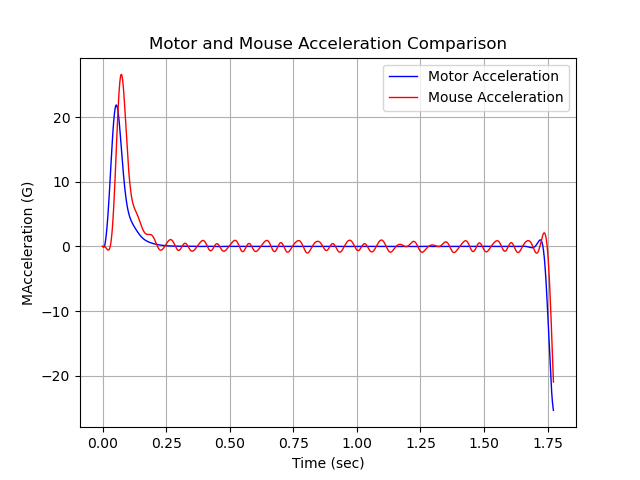 Motor and Mouse Acceleration Comparison
Motor Acceleration
Mouse Acceleration
MAcceleration (G)
20
10
0
−10
−20
0.00 0.25 0.50 0.75 1.00 1.25 1.50 1.75
Time (sec)